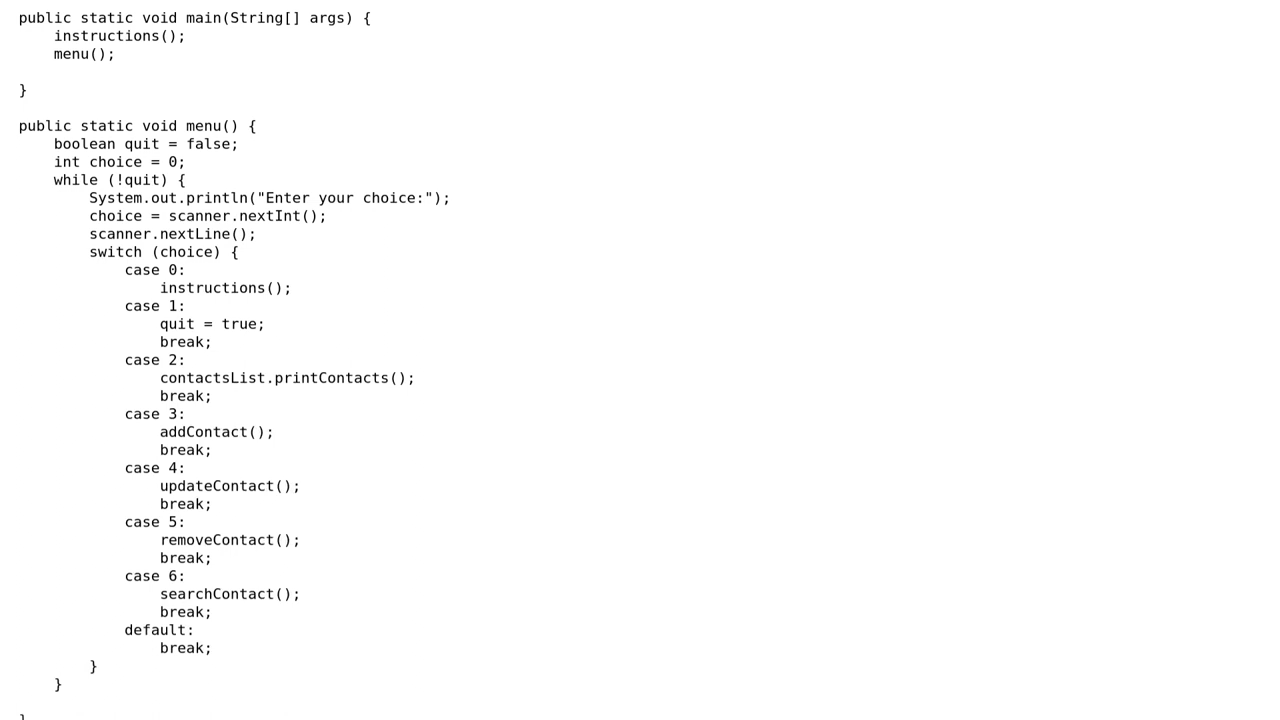 public static void main(String[] args) {
    instructions();
    menu();

}

public static void menu() {
    boolean quit = false;
    int choice = 0;
    while (!quit) {
        System.out.println("Enter your choice:");
        choice = scanner.nextInt();
        scanner.nextLine();
        switch (choice) {
            case 0:
                instructions();
            case 1:
                quit = true;
                break;
            case 2:
                contactsList.printContacts();
                break;
            case 3:
                addContact();
                break;
            case 4:
                updateContact();
                break;
            case 5:
                removeContact();
                break;
            case 6:
                searchContact();
                break;
            default:
                break;
        }
    }

}